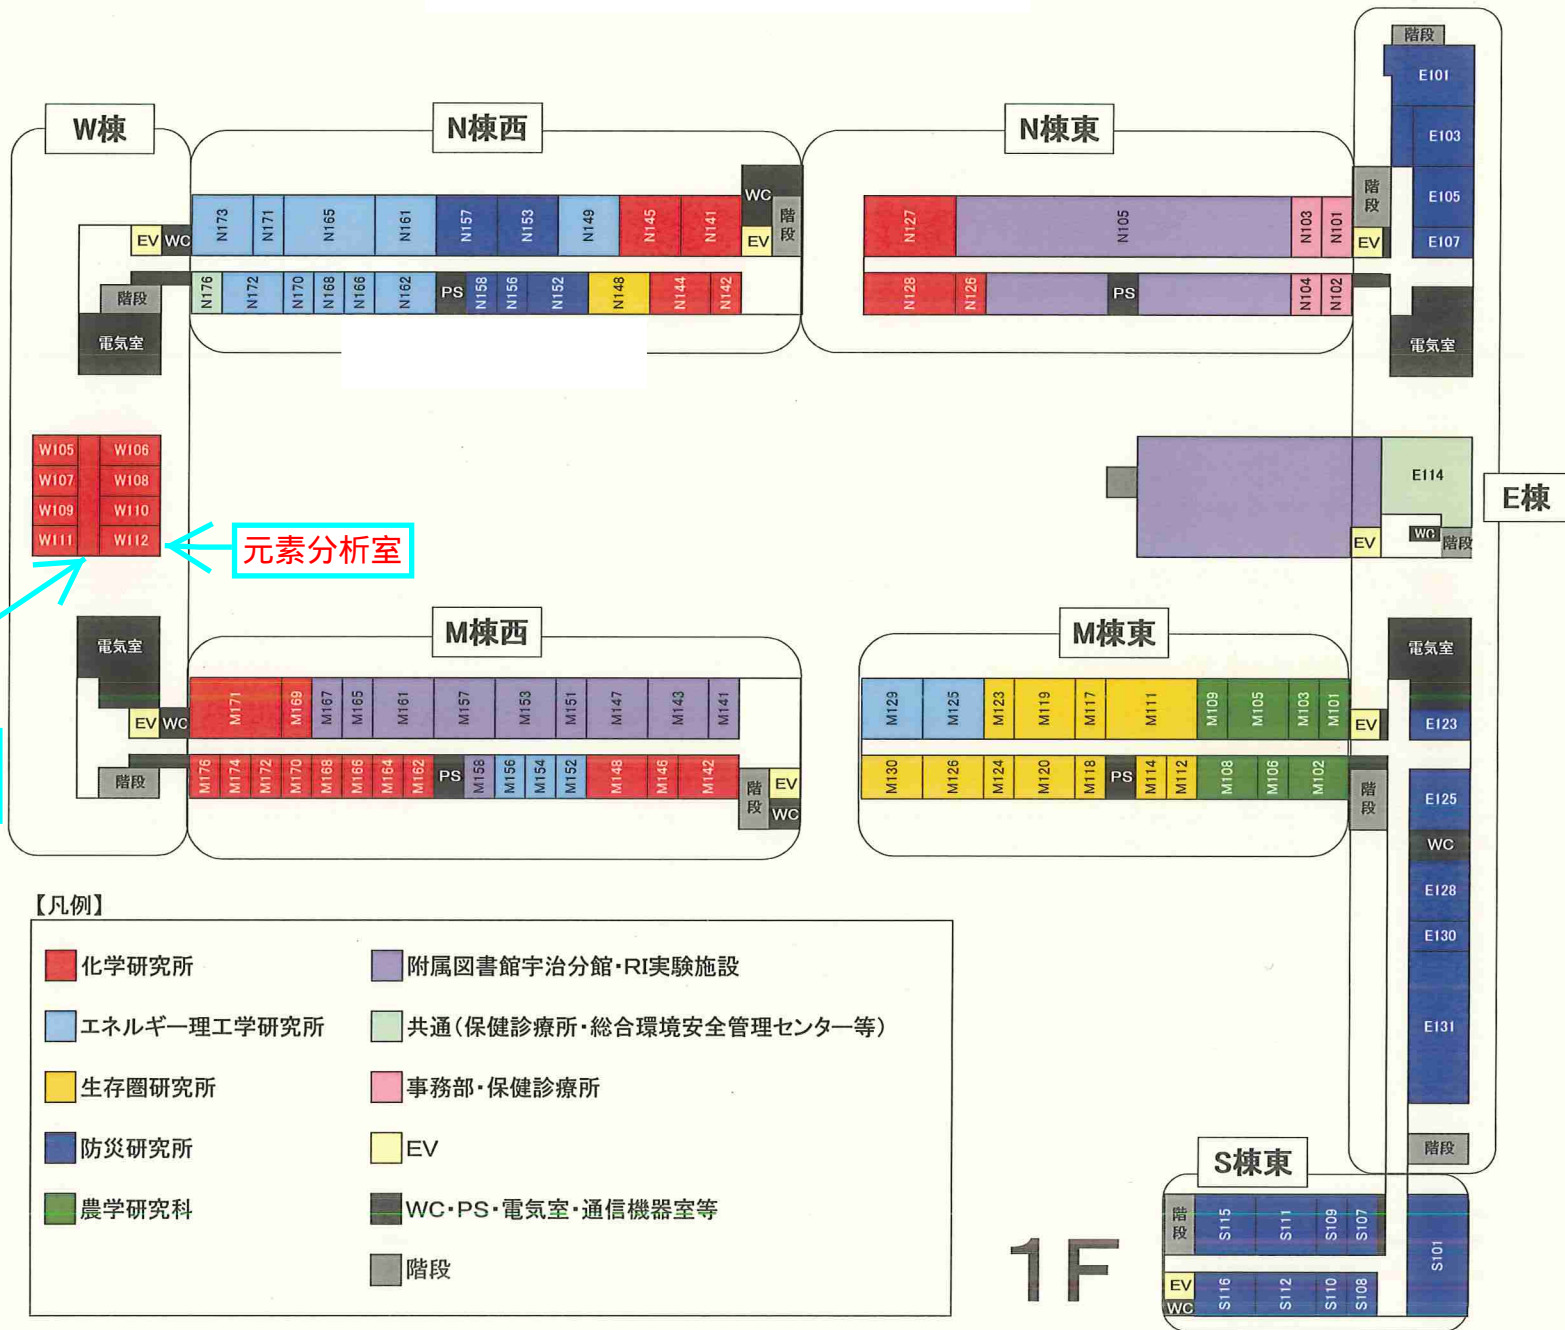 階段
E101
W棟
N棟西
N棟東
E103
N173
N171
N165
N161
N157
N153
N149
N145
N141
WC
階段
EV
N127
N105
N103
N101
階段
EV
E105
E107
EV
WC
N176
N172
N170
N168
N166
N162
PS
N158
N156
N152
N148
N144
N142
N128
N126
PS
N104
N102
階段
電気室
電気室
W105
W106
W107
W108
W109
W110
W111
W112
元素分析室
E114
WC
EV
階段
E棟
M棟西
M棟東
電気室
電気室
EV
WC
M171
M169
M167
M165
M161
M157
M153
M151
M147
M143
M141
M129
M125
M123
M119
M117
M111
M109
M105
M103
M101
EV
E123
階段
M176
M174
M172
M170
M168
M166
M164
M162
PS
M158
M156
M154
M152
M148
M146
M142
階段
EV
WC
M130
M126
M124
M120
M118
PS
M114
M112
M108
M106
M102
階段
E125
WC
E128
E130
E131
階段
【凡例】
化学研究所
附属図書館宇治分館・RI実験施設
エネルギー理工学研究所
共通(保健診療所・総合環境安全管理センター等)
生存圏研究所
事務部・保健診療所
防災研究所
EV
農学研究科
WC・PS・電気室・通信機器室等
階段
1F
S棟東
階段
S115
S111
S109
S107
S101
EV
WC
S116
S112
S110
S108